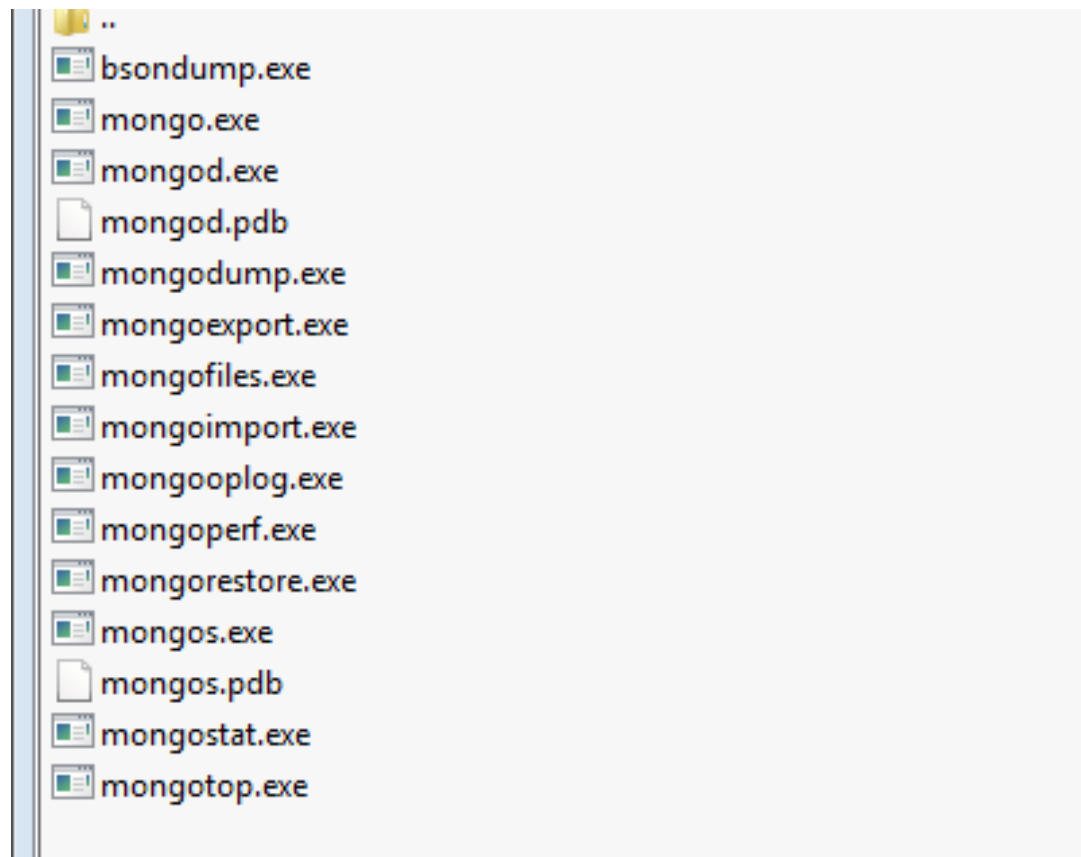 ..
bsondump.exe
mongo.exe
mongod.exe
mongod.pdb
mongodump.exe
mongoexport.exe
mongofiles.exe
mongoimport.exe
mongooplog.exe
mongoperf.exe
mongorestore.exe
mongos.exe
mongos.pdb
mongostat.exe
mongotop.exe